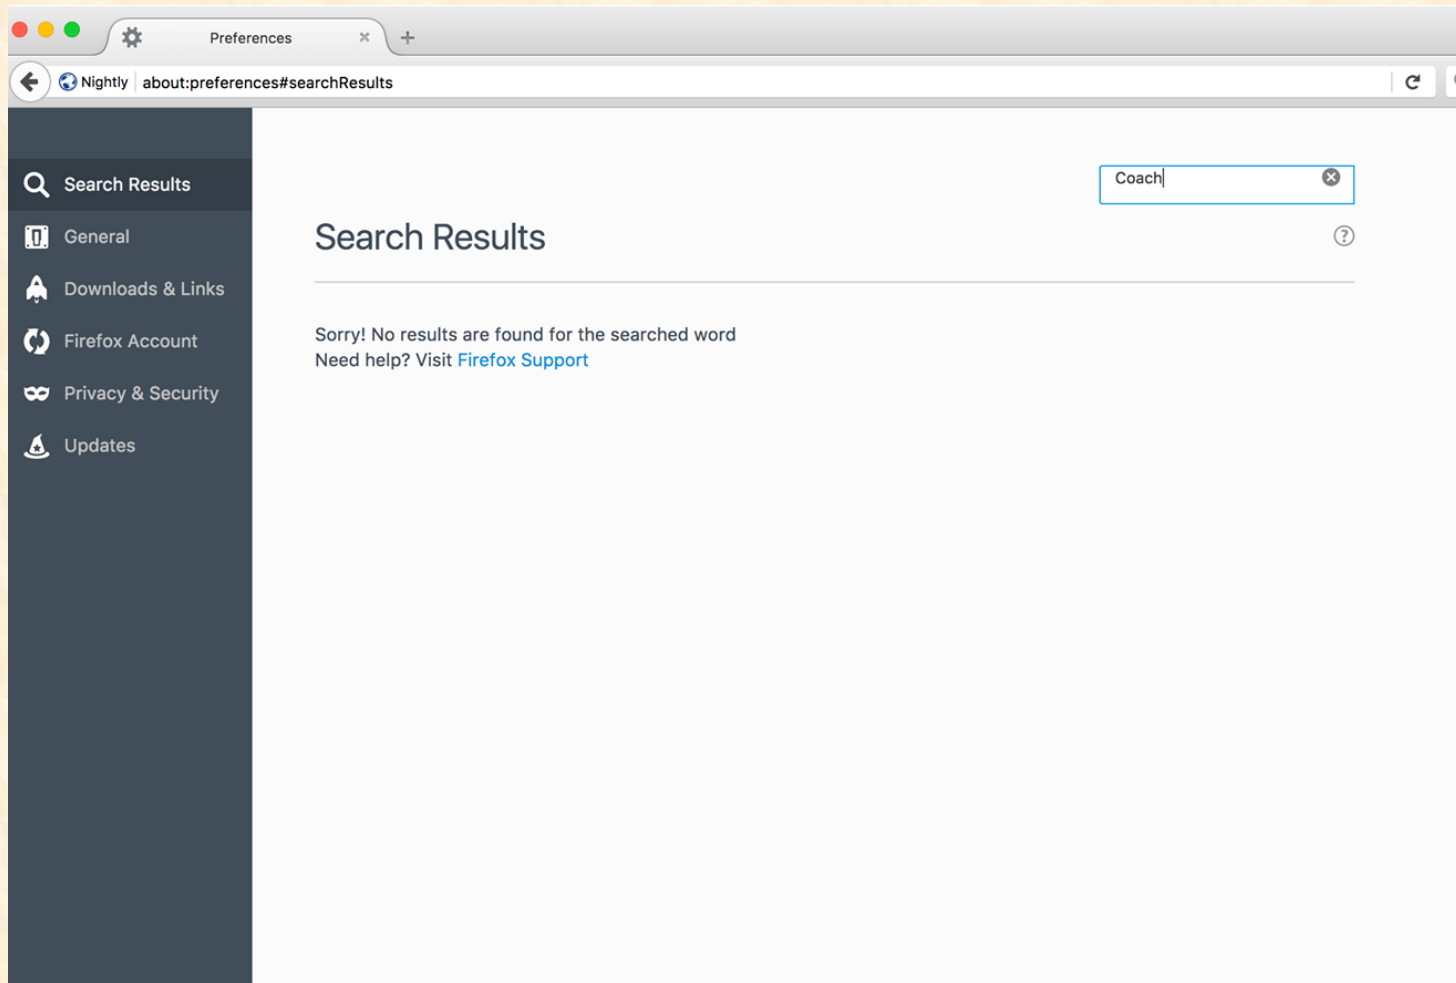 Preferences
Nightly about:preferences#searchResults
Search Results
General
Downloads & Links
Firefox Account
Privacy & Security
Updates
Coach
Search Results
Sorry! No results are found for the searched word
Need help? Visit Firefox Support